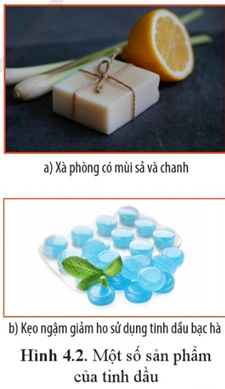 a) Xà phòng có mùi sả và chanh
b) Kẹo ngậm giảm ho sử dụng tinh dầu bạc hà
Hình 4.2. Một số sản phẩm
của tinh dầu